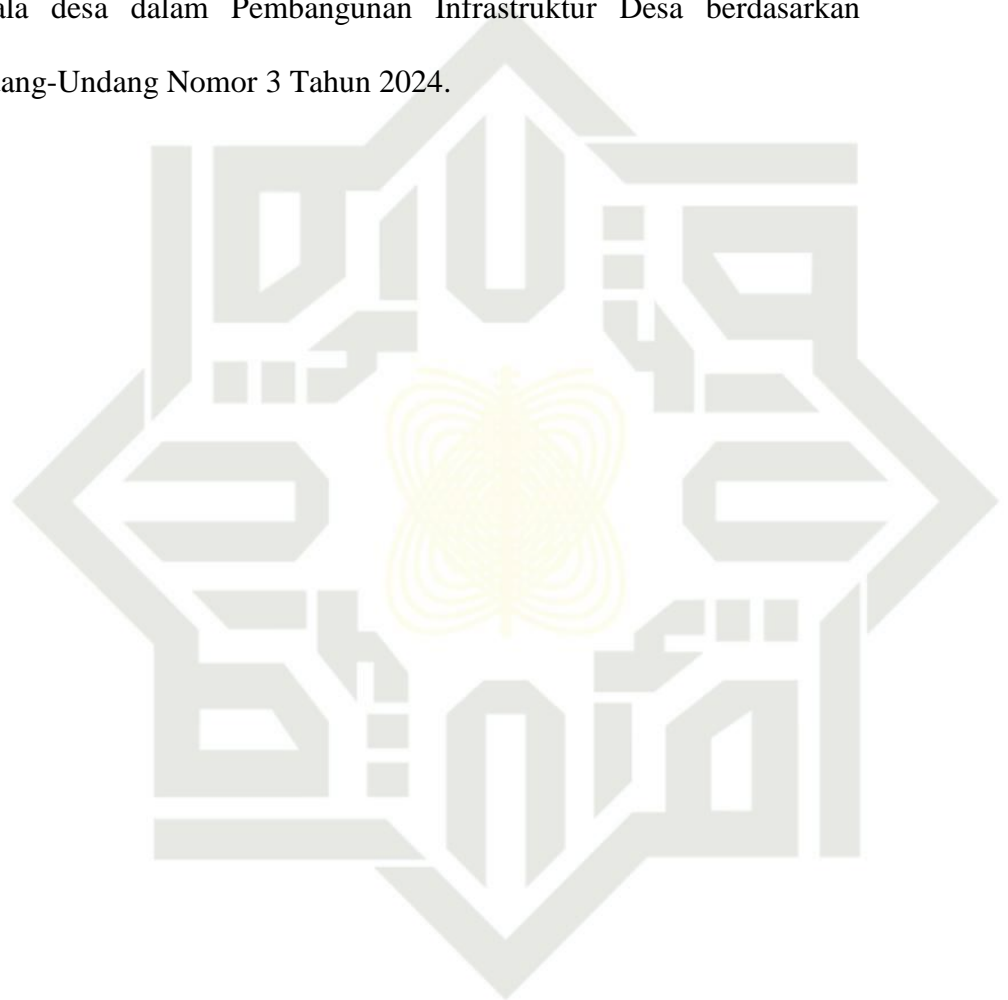 ala desa dalam Pembangunan Infrastruktur Desa berdasarkan
ang-Undang Nomor 3 Tahun 2024.